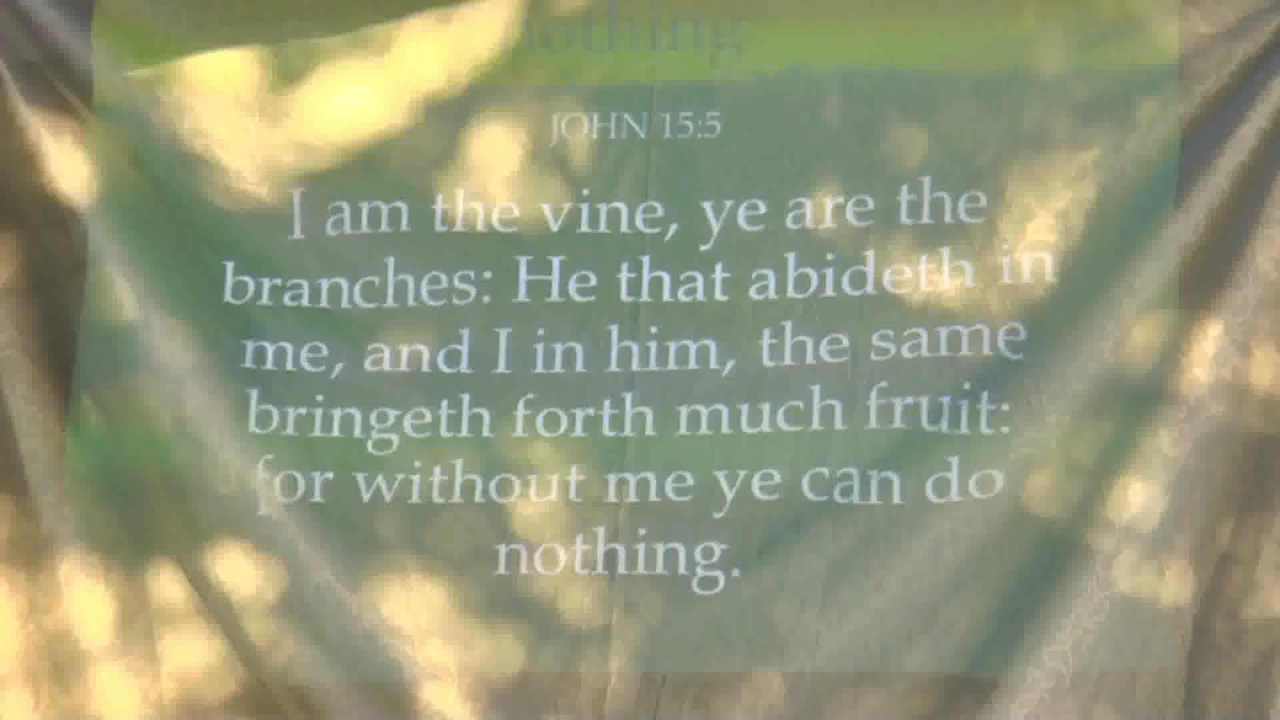 nothing
JOHN 15:5
I am the vine, ye are the
branches: He that abideth in
me, and I in him, the same
bringeth forth much fruit:
for without me ye can do
nothing.